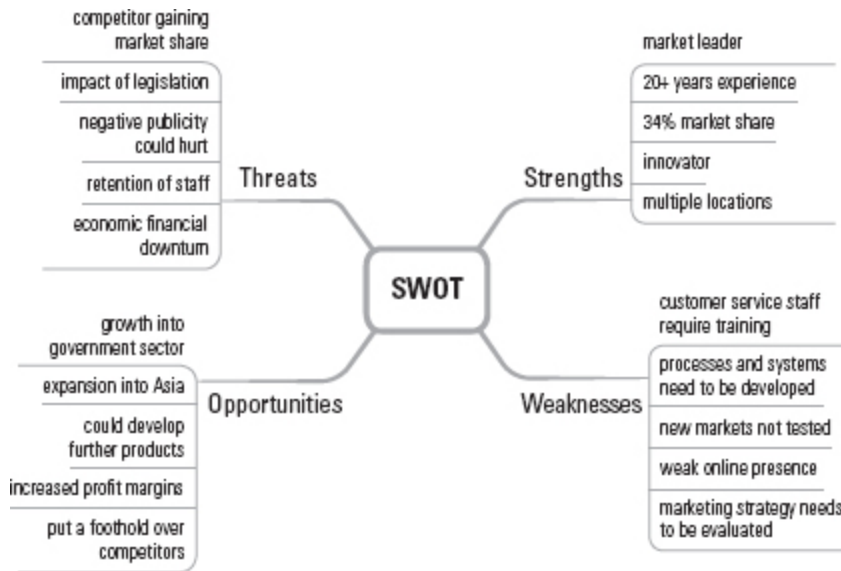 competitor gaining
market share
impact of legislation
negative publicity
could hurt
retention of staff
economic financial
downturn
Threats
market leader
20+ years experience
34% market share
innovator
multiple locations
Strengths
SWOT
growth into
government sector
expansion into Asia
could develop
further products
increased profit margins
put a foothold over
competitors
Opportunities
customer service staff
require training
processes and systems
need to be developed
new markets not tested
weak online presence
marketing strategy needs
to be evaluated
Weaknesses